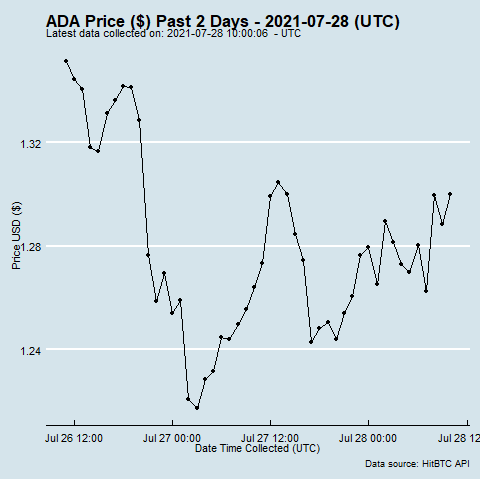 ADA Price ($) Past 2 Days - 2021-07-28 (UTC)
Latest data collected on: 2021-07-28 10:00:06  - UTC
1.32
1.28
1.24
Price USD ($)
Jul 26 12:00 Jul 27 00:00 Jul 27 12:00 Jul 28 00:00 Jul 28 12
Date Time Collected (UTC)
Data source: HitBTC API